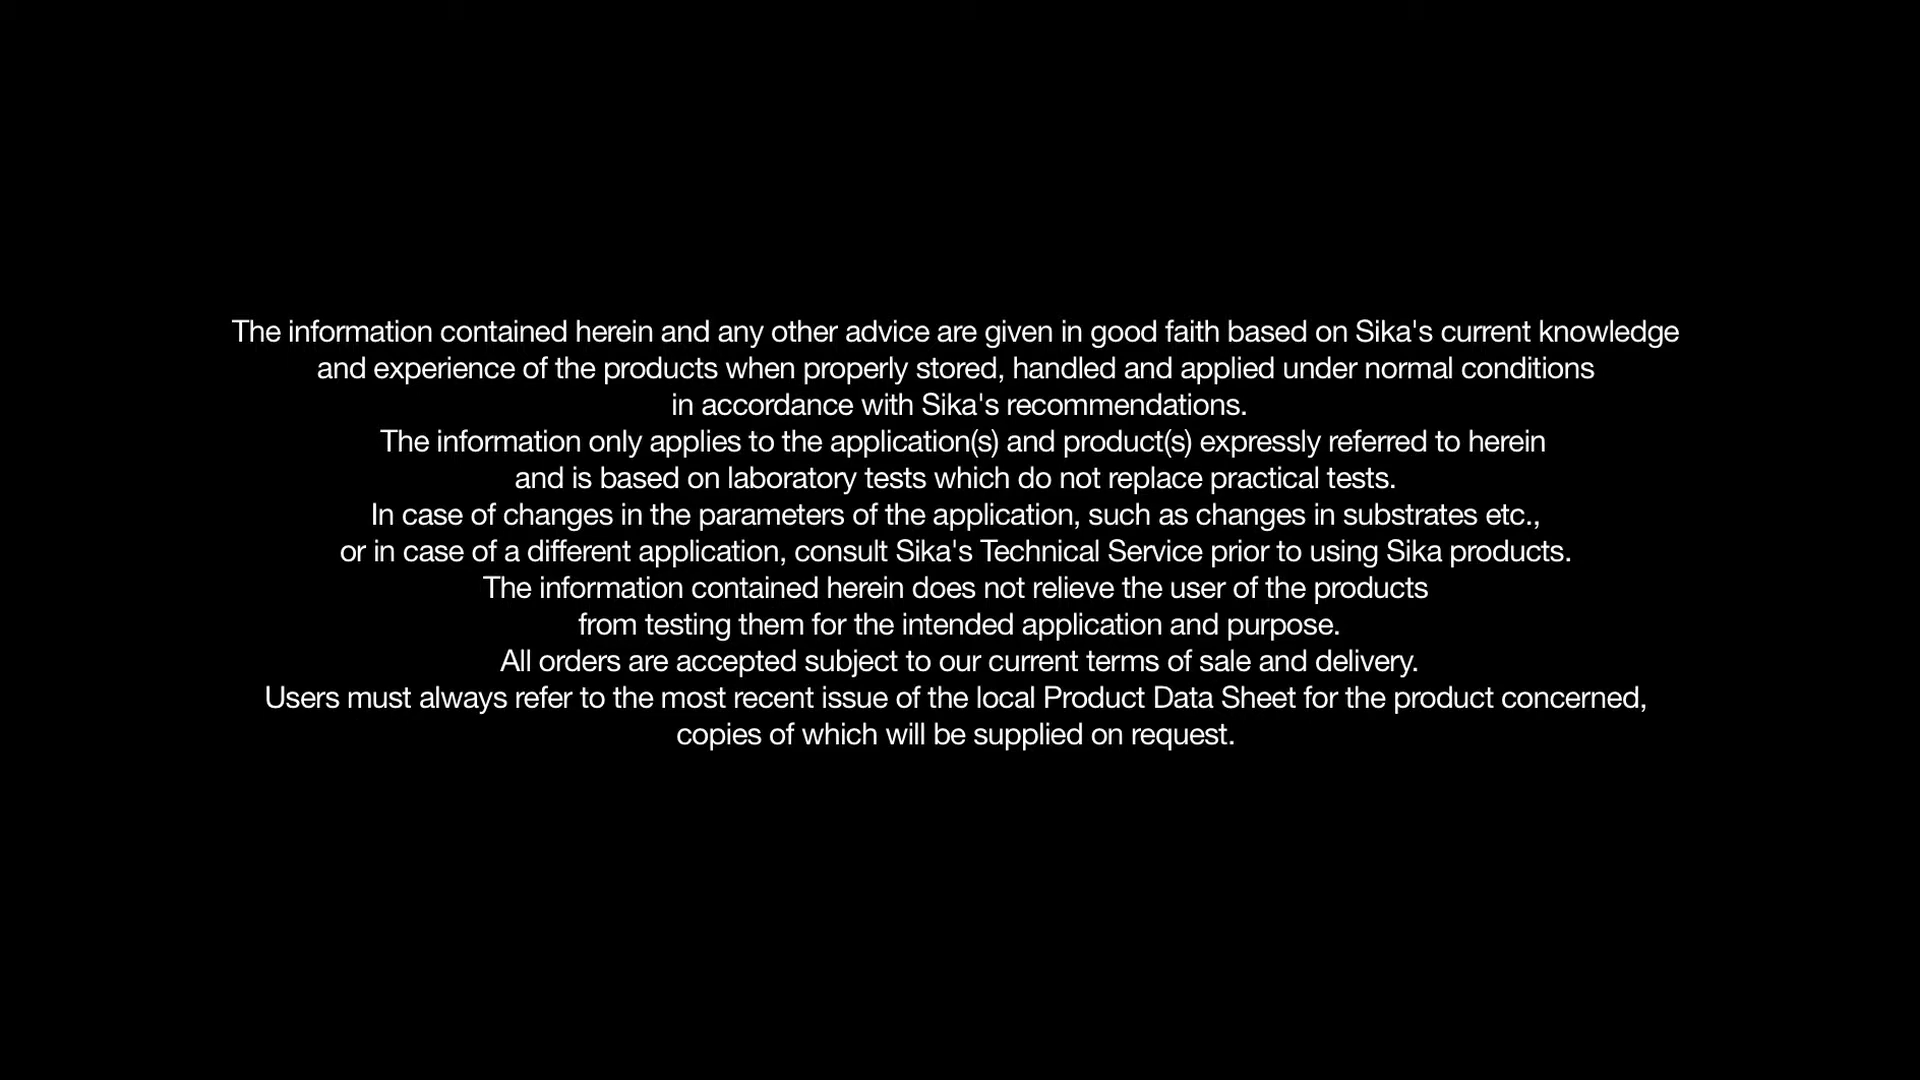 The information contained herein and any other advice are given in good faith based on Sika's current knowledge
and experience of the products when properly stored, handled and applied under normal conditions
in accordance with Sika's recommendations.
The information only applies to the application(s) and product(s) expressly referred to herein
and is based on laboratory tests which do not replace practical tests.
In case of changes in the parameters of the application, such as changes in substrates etc.,
or in case of a different application, consult Sika's Technical Service prior to using Sika products.
The information contained herein does not relieve the user of the products
from testing them for the intended application and purpose.
All orders are accepted subject to our current terms of sale and delivery.
Users must always refer to the most recent issue of the local Product Data Sheet for the product concerned,
copies of which will be supplied on request.